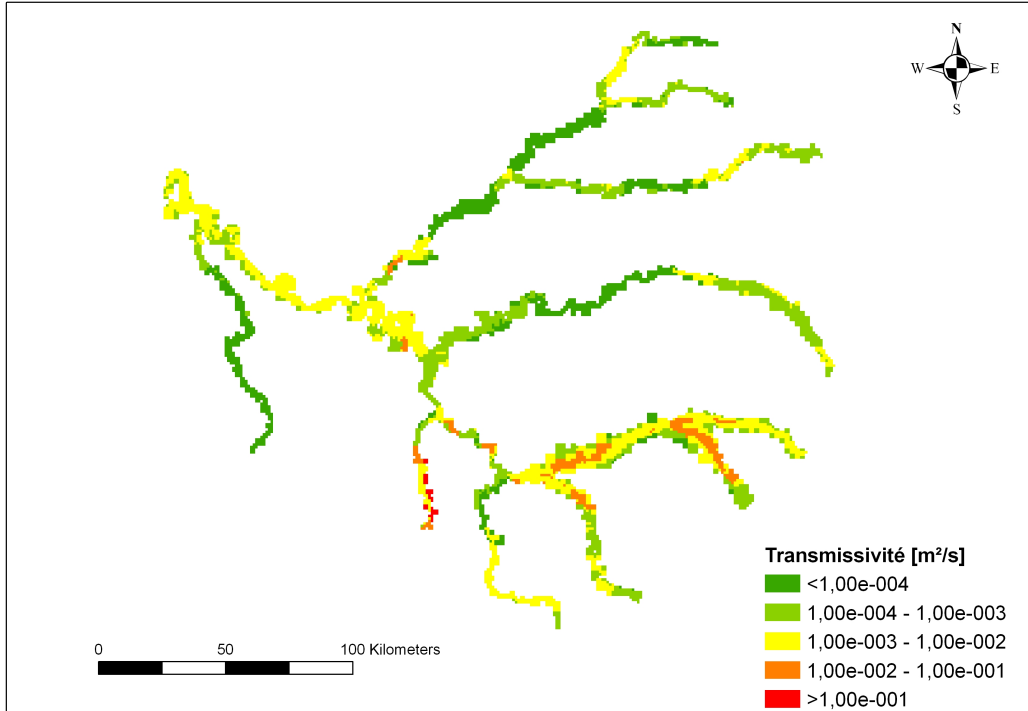 N
W E
S
Transmissivité [m²/s]
<1,00e-004
1,00e-004 - 1,00e-003
1,00e-003 - 1,00e-002
1,00e-002 - 1,00e-001
>1,00e-001
0 50 100 Kilometers